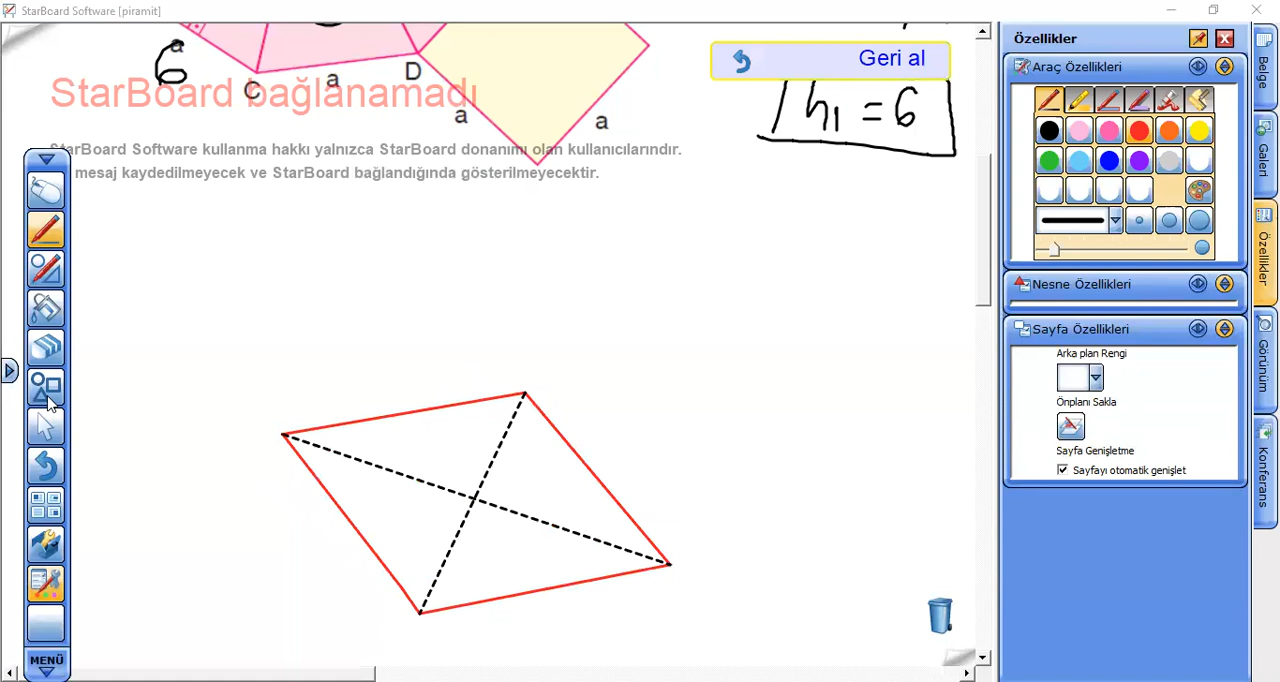 StarBoard Software [piramit]
a
6
C
a
D
a
a
StarBoard bağlanamadı
StarBoard Software kullanma hakkı yalnızca StarBoard donanımı olan kullanıcılarındır.
mesaj kaydedilmeyecek ve StarBoard bağlandığında gösterilmeyecektir.
Geri al
h1 = 6
MENÜ
Özellikler
Araç Özellikleri
Nesne Özellikleri
Sayfa Özellikleri
Arka plan Rengi
Önplanı Sakla
Sayfa Genişletme
Sayfayı otomatik genişlet
Belge
Galeri
Özellikler
Görünüm
Konferans